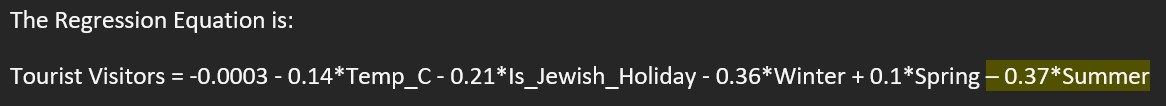 The Regression Equation is:
Tourist Visitors = -0.0003 - 0.14*Temp_C - 0.21*Is_Jewish_Holiday - 0.36*Winter + 0.1*Spring – 0.37*Summer